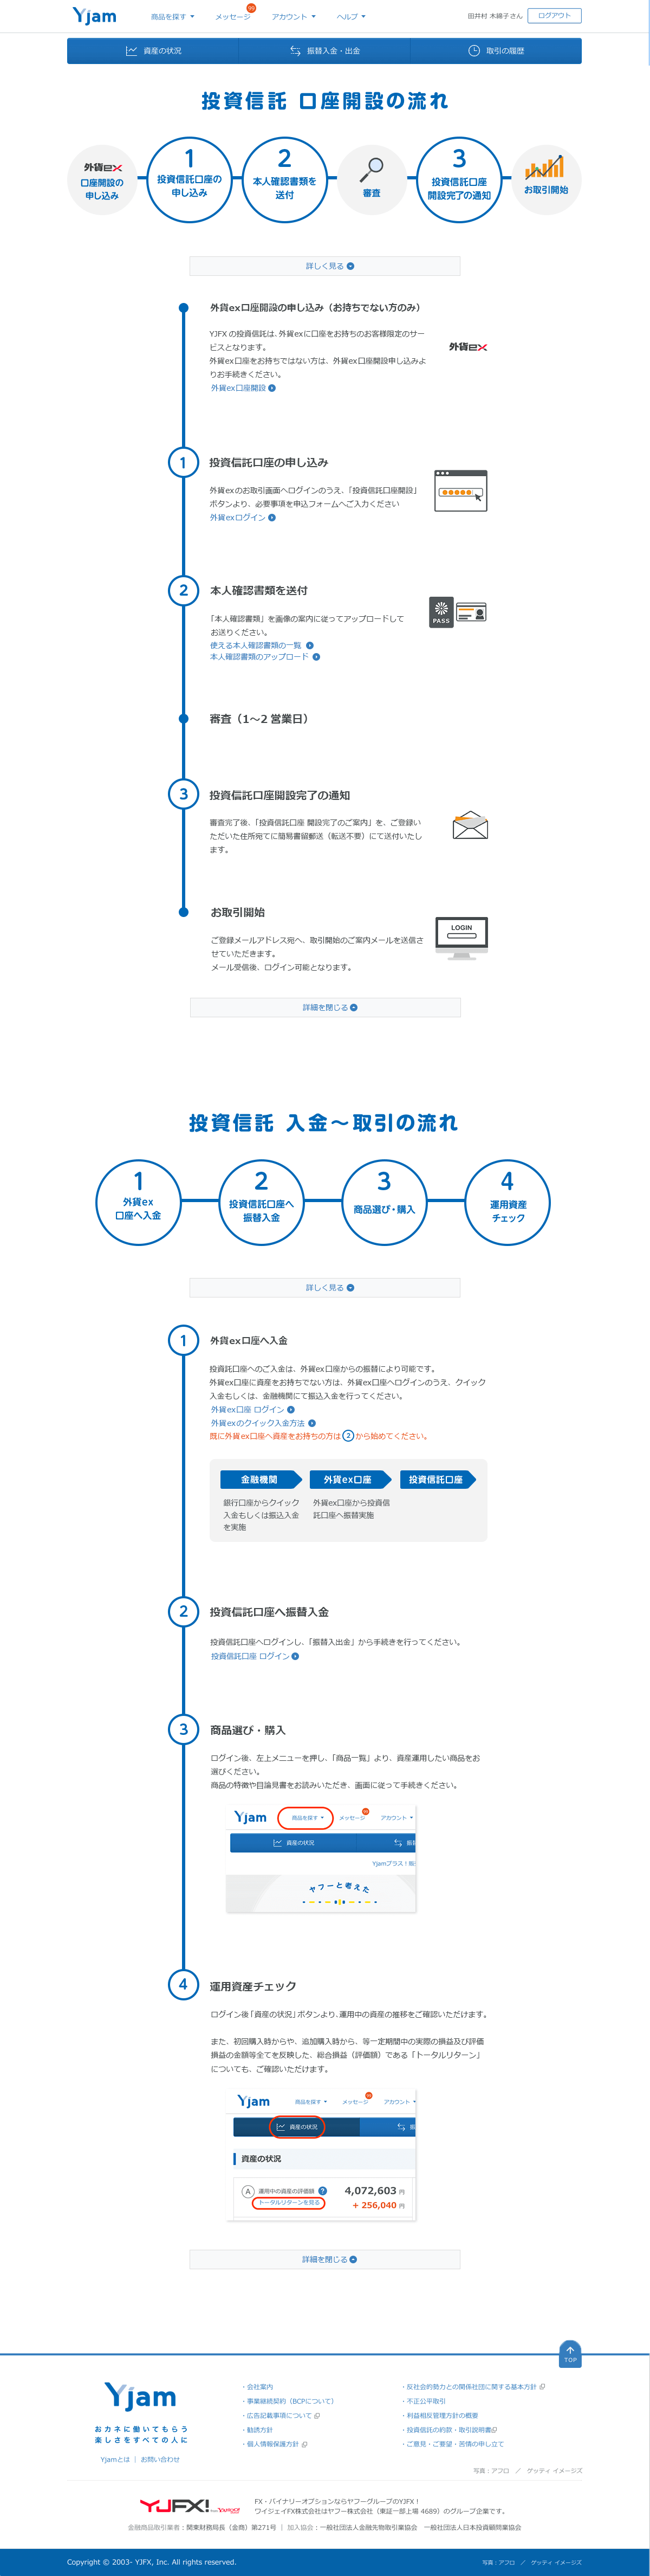 Yjam
商品を探す メッセージ 99 アカウント ヘルプ
田井村 木綿子さん ログアウト
資産の状況 振替入金・出金 取引の履歴
投資信託 口座開設の流れ
外貨ex
口座開設の
申し込み
1
投資信託口座の
申し込み
2
本人確認書類を
送付
審査
3
投資信託口座
開設完了の通知
お取引開始
詳しく見る
外貨ex口座開設の申し込み（お持ちでない方のみ）
YJFXの投資信託は、外貨exに口座をお持ちのお客様限定のサー
ビスとなります。
外貨ex口座をお持ちではない方は、外貨ex口座開設申し込みよ
りお手続きください。
外貨ex口座開設
外貨ex
1 投資信託口座の申し込み
外貨exのお取引画面へログインのうえ、「投資信託口座開設」
ボタンより、必要事項を申込フォームへご入力ください
外貨exログイン
2 本人確認書類を送付
「本人確認書類」を画像の案内に従ってアップロードして
お送りください。
使える本人確認書類の一覧
本人確認書類のアップロード
PASS
審査（1～2 営業日）
3 投資信託口座開設完了の通知
審査完了後、「投資信託口座 開設完了のご案内」を、ご登録い
ただいた住所宛てに簡易書留郵送（転送不要）にて送付いたし
ます。
お取引開始
ご登録メールアドレス宛へ、取引開始のご案内メールを送信さ
せていただきます。
メール受信後、ログイン可能となります。
LOGIN
詳細を閉じる
投資信託 入金～取引の流れ
1
外貨ex
口座へ入金
2
投資信託口座へ
振替入金
3
商品選び・購入
4
運用資産
チェック
詳しく見る
1 外貨ex口座へ入金
投資託口座へのご入金は、外貨ex口座からの振替により可能です。
外貨ex口座に資産をお持ちでない方は、外貨ex口座へログインのうえ、クイック
入金もしくは、金融機関にて振込入金を行ってください。
外貨ex口座 ログイン
外貨exのクイック入金方法
既に外貨ex口座へ資産をお持ちの方は2から始めてください。
金融機関 外貨ex口座 投資信託口座
銀行口座からクイック
入金もしくは振込入金
を実施
外貨ex口座から投資信
託口座へ振替実施
2 投資信託口座へ振替入金
投資信託口座へログインし、「振替入出金」から手続きを行ってください。
投資信託口座 ログイン
3 商品選び・購入
ログイン後、左上メニューを押し、「商品一覧」より、資産運用したい商品をお
選びください。
商品の特徴や目論見書をお読みいただき、画面に従って手続きください。
Yjam 商品を探す メッセージ 99 アカウント
資産の状況
Yjamプラス！
ヤフーと考えた
4 運用資産チェック
ログイン後「資産の状況」ボタンより、運用中の資産の推移をご確認いただけます。
また、初回購入時からや、追加購入時から、等一定期間中の実際の損益及び評価
損益の金額等全てを反映した、総合損益（評価額）である「トータルリターン」
についても、ご確認いただけます。
Yjam 商品を探す メッセージ 99 アカウント
資産の状況
資産の状況
A 運用中の資産の評価額 ? 4,072,603 円
トータルリターンを見る + 256,040 円
詳細を閉じる
TOP
Yjam
おカネに働いてもらう
楽しさをすべての人に
Yjamとは ｜ お問い合わせ
・会社案内
・事業継続契約（BCPについて）
・広告記載事項について
・勧誘方針
・個人情報保護方針
・反社会的勢力との関係社団に関する基本方針
・不正公平取引
・利益相反管理方針の概要
・投資信託の約款・取引説明書
・ご意見・ご要望・苦情の申し立て
写真：アフロ ／ ゲッティ イメージズ
YJFX! from YAHOO!
FX・バイナリーオプションならヤフーグループのYJFX！
ワイジェイFX株式会社はヤフー株式会社（東証一部上場 4689）のグループ企業です。
金融商品取引業者：関東財務局長（金商）第271号 ｜ 加入協会：一般社団法人金融先物取引業協会 一般社団法人日本投資顧問業協会
Copyright © 2003- YJFX, Inc. All rights reserved.
写真：アフロ ／ ゲッティ イメージズ